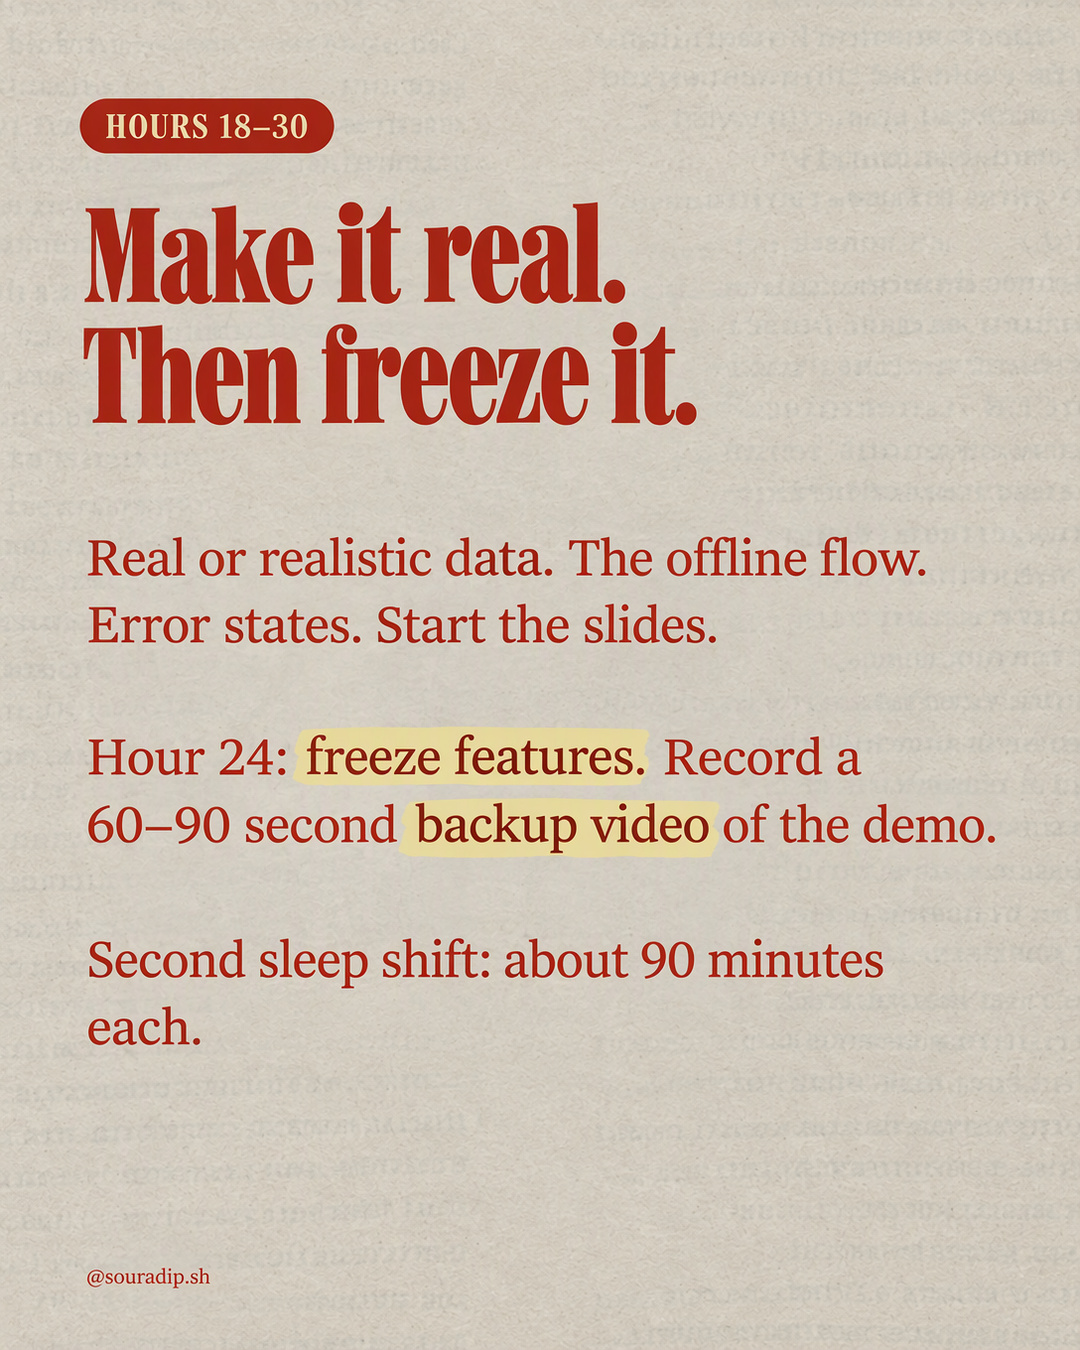 HOURS 18–30
Make it real.
Then freeze it.
Real or realistic data. The offline flow.
Error states. Start the slides.
Hour 24: freeze features. Record a
60–90 second backup video of the demo.
Second sleep shift: about 90 minutes
each.
@souradip.sh